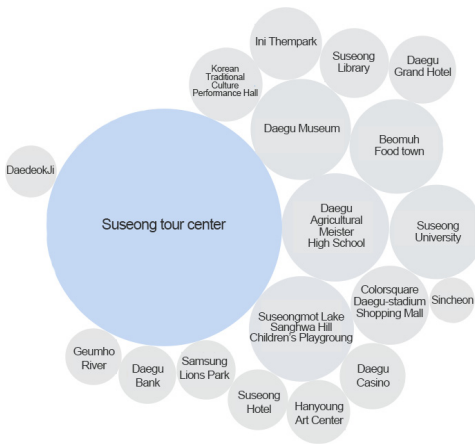 Ini Thempark
Suseong
Library
Daegu
Grand Hotel
Korean
Traditional
Culture
Performance Hall
Daegu Museum
Beomuh
Food town
DaedeokJi
Suseong tour center
Daegu
Agricultural
Meister
High School
Suseong
University
Colorsquare
Daegu-stadium
Shopping Mall
Sincheon
Suseongmot Lake
Sanghwa Hill
Children's Playgroung
Geumho
River
Daegu
Bank
Samsung
Lions Park
Suseong
Hotel
Hanyoung
Art Center
Daegu
Casino